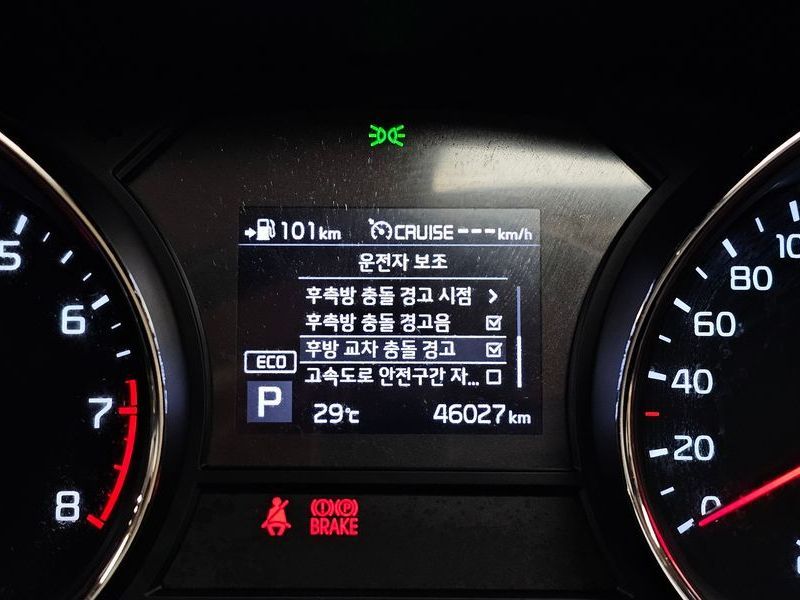 101km CRUISE---km/h
운전자 보조
후측방 충돌 경고 시점
후측방 충돌 경고음
후방 교차 충돌 경고
고속도로 안전구간 자...
ECO
P
29℃ 46027km
5
6
7
8
80
60
40
20
0
BRAKE